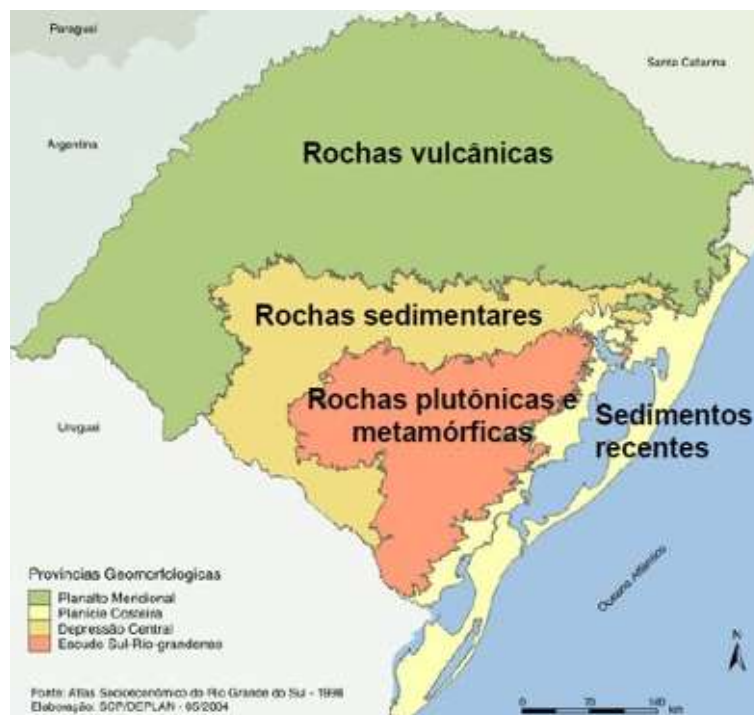 Paraguai
Santa Catarina
Argentina
Rochas vulcânicas
Rochas sedimentares
Rochas plutônicas e
metamórficas
Sedimentos
recentes
Uruguai
Oceano Atlântico
Províncias Geomorfológicas
Planalto Meridional
Planície Costeira
Depressão Central
Escudo Sul-Rio-grandense
N
Fonte: Atlas Socioeconômico do Rio Grande do Sul - 1998
Elaboração: SCP/DEPLAN - 05/2004
0 70 140
km